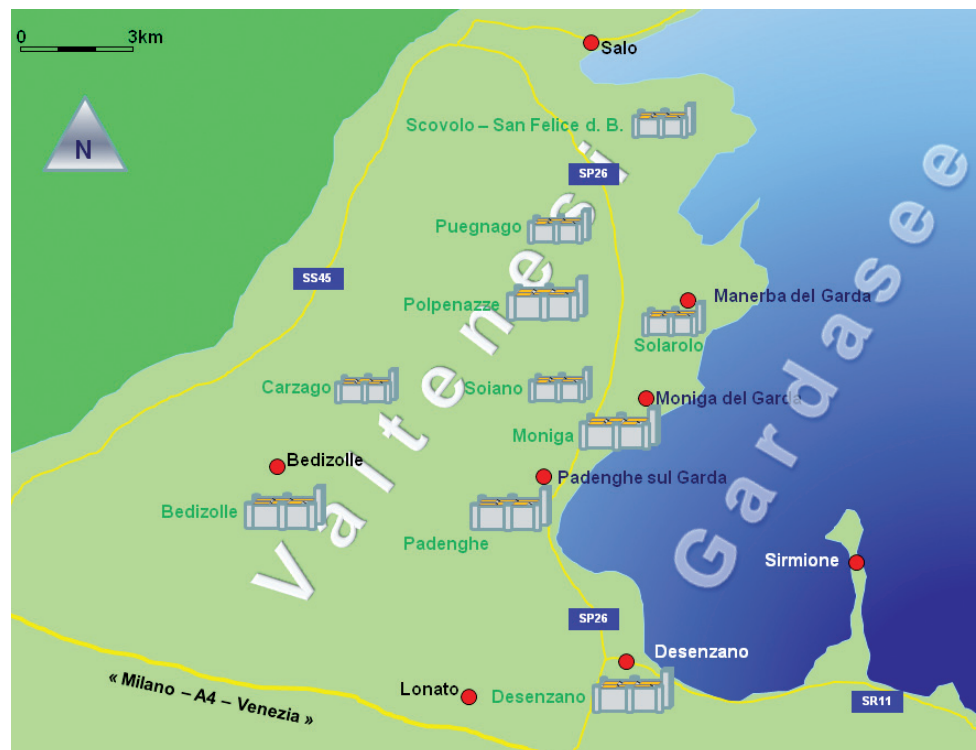 0 3km
Salo
N
Scovolo – San Felice d. B.
SP26
Puegnago
SS45
Polpenazze
Manerba del Garda
Solarolo
Carzago
Soiano
Moniga del Garda
Moniga
Bedizolle
Padenghe sul Garda
Bedizolle
Padenghe
Valtenesi
Gardasee
Sirmione
SP26
Desenzano
« Milano – A4 – Venezia »
Lonato
Desenzano
SR11